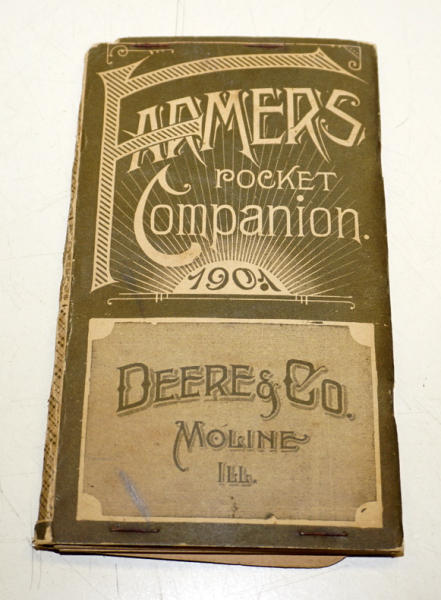 FARMERS
POCKET
Companion.
1901
DEERE & CO.
MOLINE
ILL.